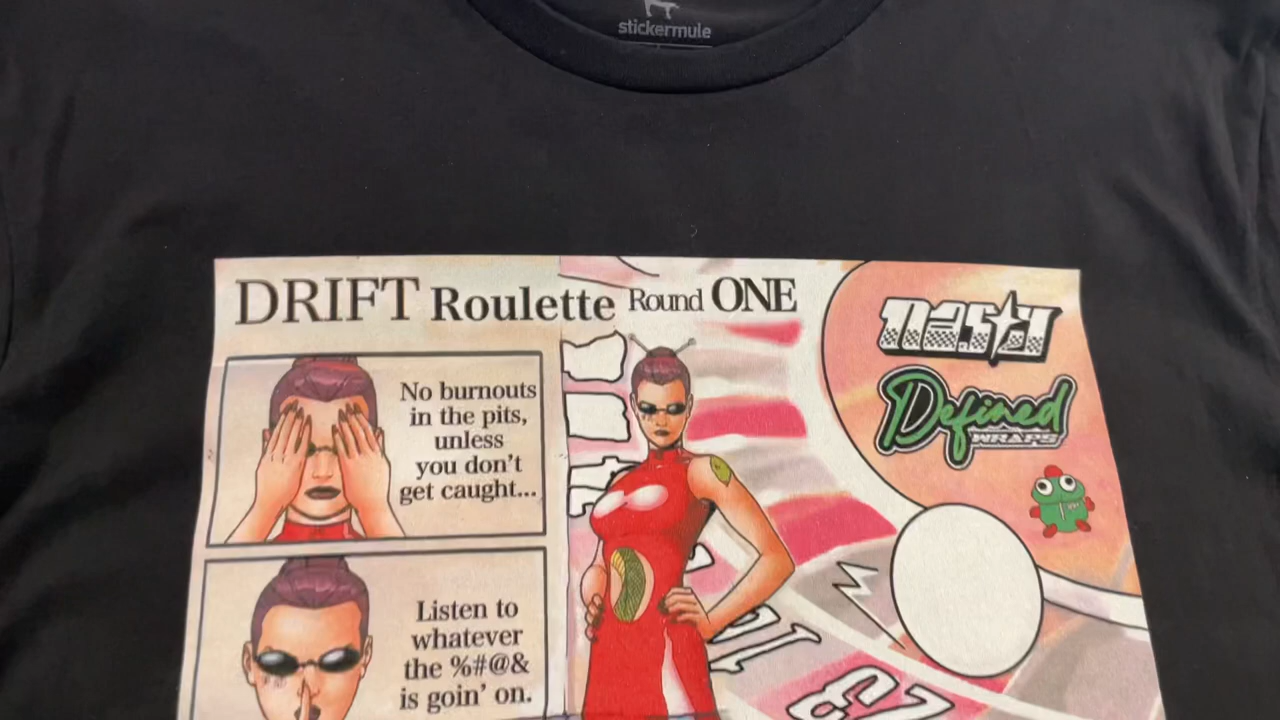 stickermule
DRIFT Roulette Round ONE
nasty
Defined
WRAPS
No burnouts
in the pits,
unless
you don't
get caught...
Listen to
whatever
the %#@&
is goin' on.